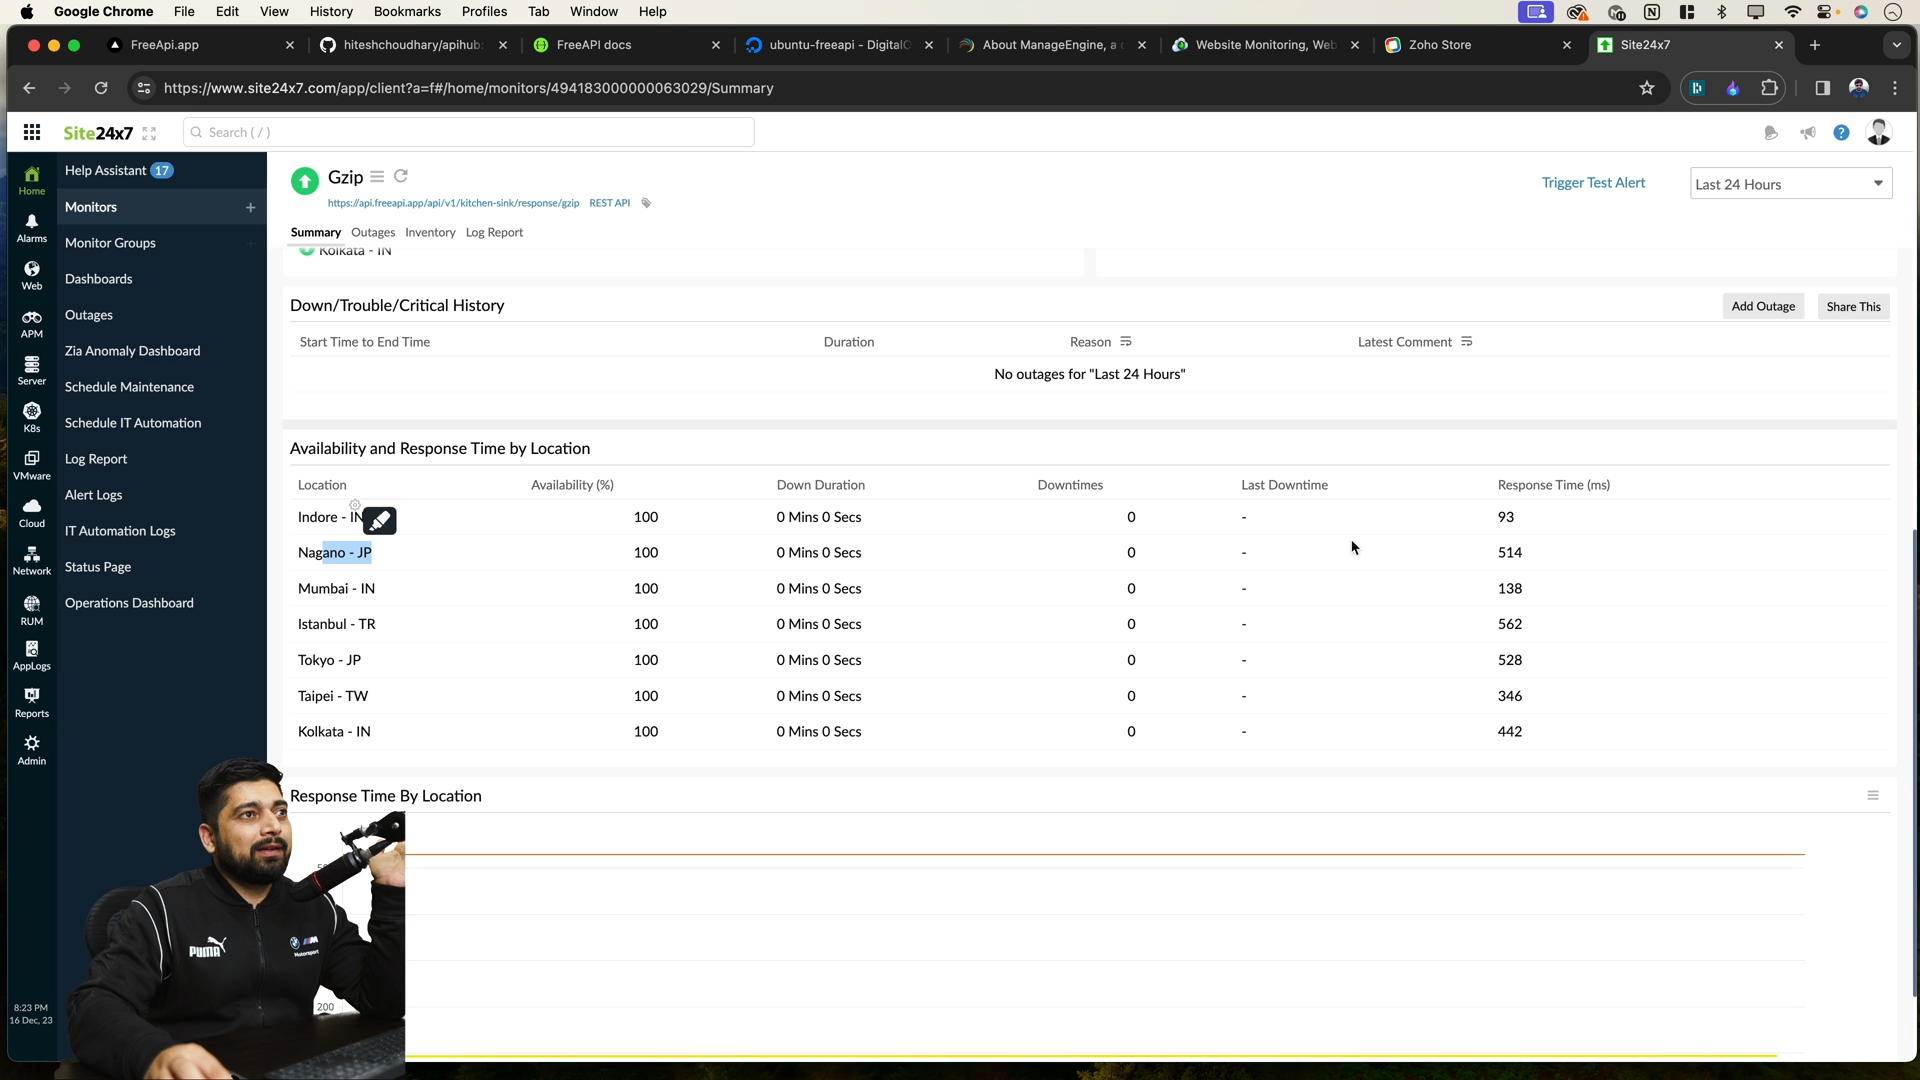 Google Chrome File Edit View History Bookmarks Profiles Tab Window Help
FreeApi.app
hiteshchoudhary/apihub:
FreeAPI docs
ubuntu-freeapi - DigitalO
About ManageEngine, a
Website Monitoring, Web
Zoho Store
Site24x7
https://www.site24x7.com/app/client?a=f#/home/monitors/494183000000063029/Summary
Site24x7
Search ( / )
Home
Alarms
Web
APM
Server
K8s
VMware
Cloud
Network
RUM
AppLogs
Reports
Admin
8:23 PM
16 Dec, 23
Help Assistant 17
Monitors +
Monitor Groups
Dashboards
Outages
Zia Anomaly Dashboard
Schedule Maintenance
Schedule IT Automation
Log Report
Alert Logs
IT Automation Logs
Status Page
Operations Dashboard
Gzip
https://api.freeapi.app/api/v1/kitchen-sink/response/gzip REST API
Trigger Test Alert
Last 24 Hours
Summary Outages Inventory Log Report
Kolkata - IN
Down/Trouble/Critical History
Add Outage Share This
Start Time to End Time Duration Reason Latest Comment
No outages for "Last 24 Hours"
Availability and Response Time by Location
Location Availability (%) Down Duration Downtimes Last Downtime Response Time (ms)
Indore - IN 100 0 Mins 0 Secs 0 - 93
Nagano - JP 100 0 Mins 0 Secs 0 - 514
Mumbai - IN 100 0 Mins 0 Secs 0 - 138
Istanbul - TR 100 0 Mins 0 Secs 0 - 562
Tokyo - JP 100 0 Mins 0 Secs 0 - 528
Taipei - TW 100 0 Mins 0 Secs 0 - 346
Kolkata - IN 100 0 Mins 0 Secs 0 - 442
Response Time By Location
200
PUMA
Motorsport